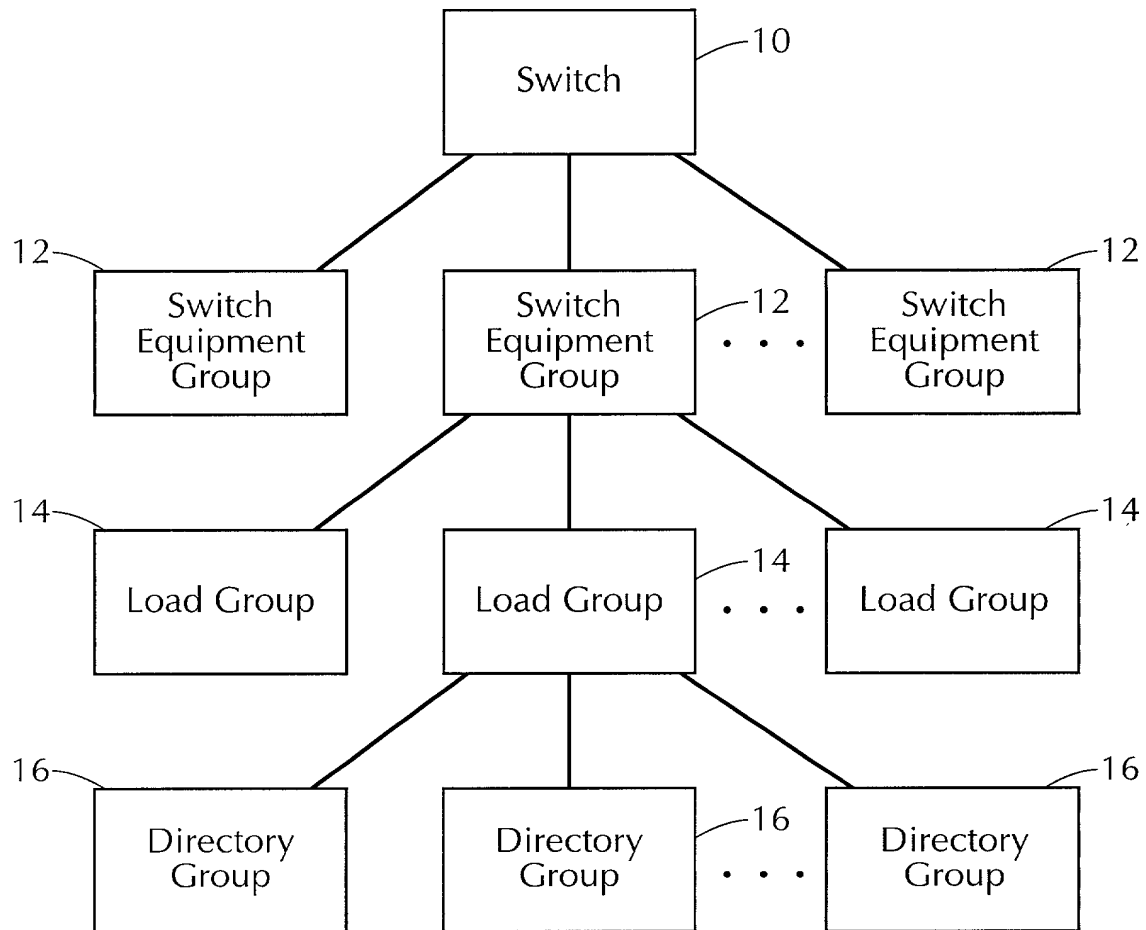 10
Switch
12
12
Switch
Equipment
Group
Switch
Equipment
Group
12
. . .
Switch
Equipment
Group
14
14
Load Group
Load Group
14
. . .
Load Group
16
16
Directory
Group
Directory
Group
16
. . .
Directory
Group